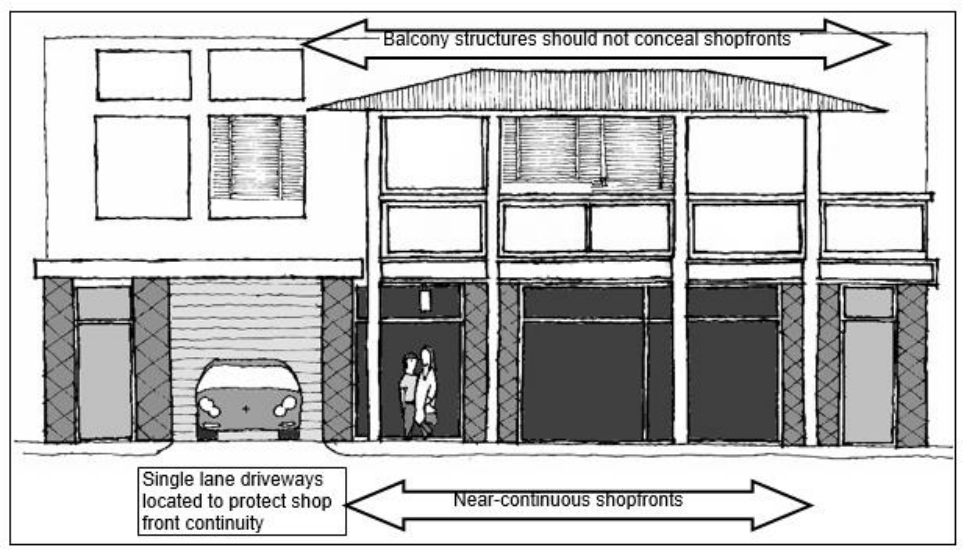 Balcony structures should not conceal shopfronts
Single lane driveways
located to protect shop
front continuity
Near-continuous shopfronts